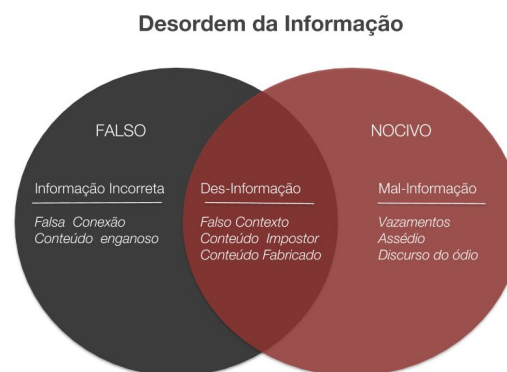 Desordem da Informação
FALSO
NOCIVO
Informação Incorreta
Falsa Conexão
Conteúdo enganoso
Des-Informação
Falso Contexto
Conteúdo Impostor
Conteúdo Fabricado
Mal-Informação
Vazamentos
Assédio
Discurso do ódio